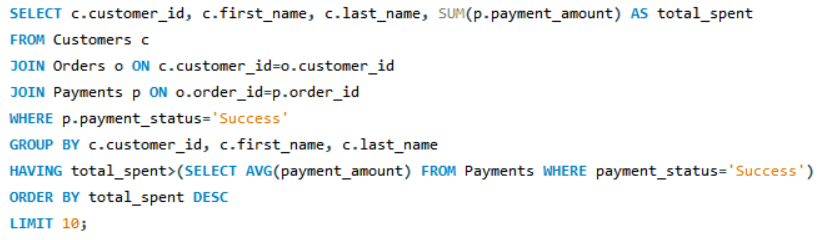 SELECT c.customer_id, c.first_name, c.last_name, SUM(p.payment_amount) AS total_spent
FROM Customers c
JOIN Orders o ON c.customer_id=o.customer_id
JOIN Payments p ON o.order_id=p.order_id
WHERE p.payment_status='Success'
GROUP BY c.customer_id, c.first_name, c.last_name
HAVING total_spent>(SELECT AVG(payment_amount) FROM Payments WHERE payment_status='Success')
ORDER BY total_spent DESC
LIMIT 10;